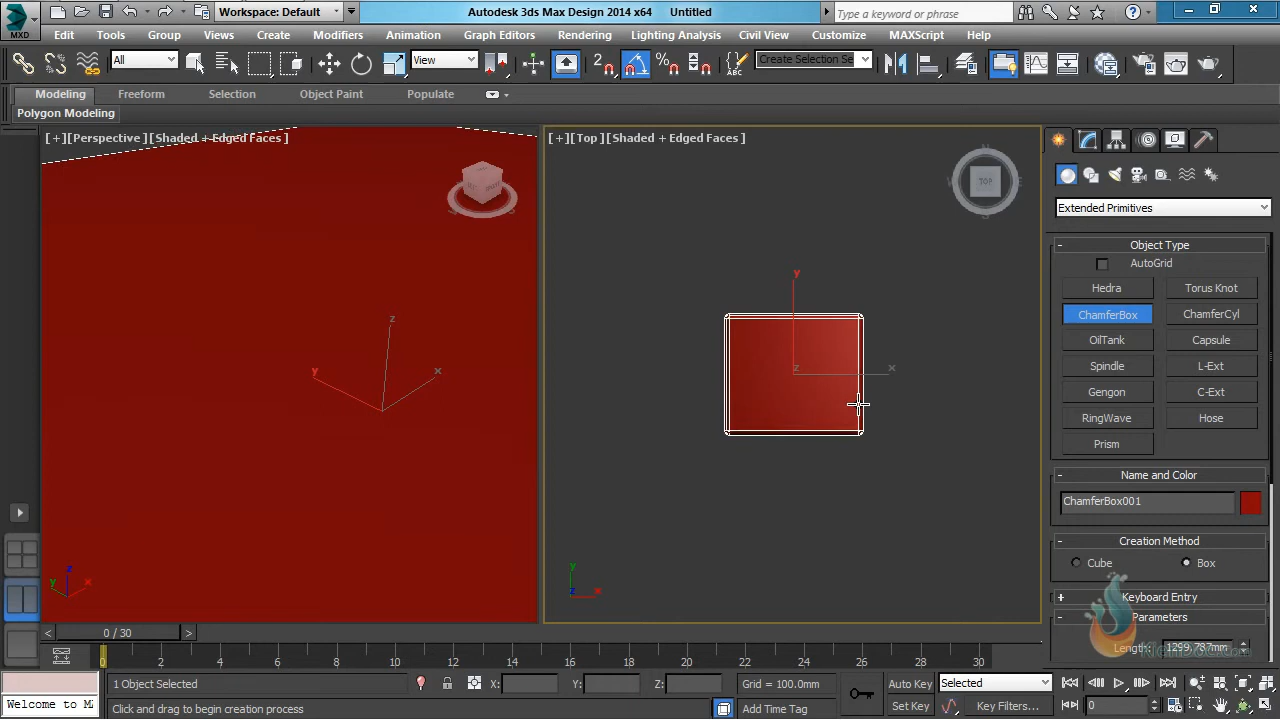 MXD
Workspace: Default
Autodesk 3ds Max Design 2014 x64 Untitled
Type a keyword or phrase
Edit Tools Group Views Create Modifiers Animation Graph Editors Rendering Lighting Analysis Civil View Customize MAXScript Help
All
View
2
Create Selection Se
Modeling Freeform Selection Object Paint Populate
Polygon Modeling
[+][Perspective][Shaded + Edged Faces]
[+][Top][Shaded + Edged Faces]
TOP
Extended Primitives
Object Type
AutoGrid
Hedra Torus Knot
ChamferBox ChamferCyl
OilTank Capsule
Spindle L-Ext
Gengon C-Ext
RingWave Hose
Prism
Name and Color
ChamferBox001
Creation Method
Cube Box
Keyboard Entry
Parameters
Length: 1299.787mm
z
y
x
y
z
x
z
y
x
y
z
x
0 / 30
0 2 4 6 8 10 12 14 16 18 20 22 24 26 28 30
1 Object Selected
X: Y: Z: Grid = 100.0mm
Auto Key Selected
Welcome to M
Click and drag to begin creation process
Add Time Tag
Set Key Key Filters...
0